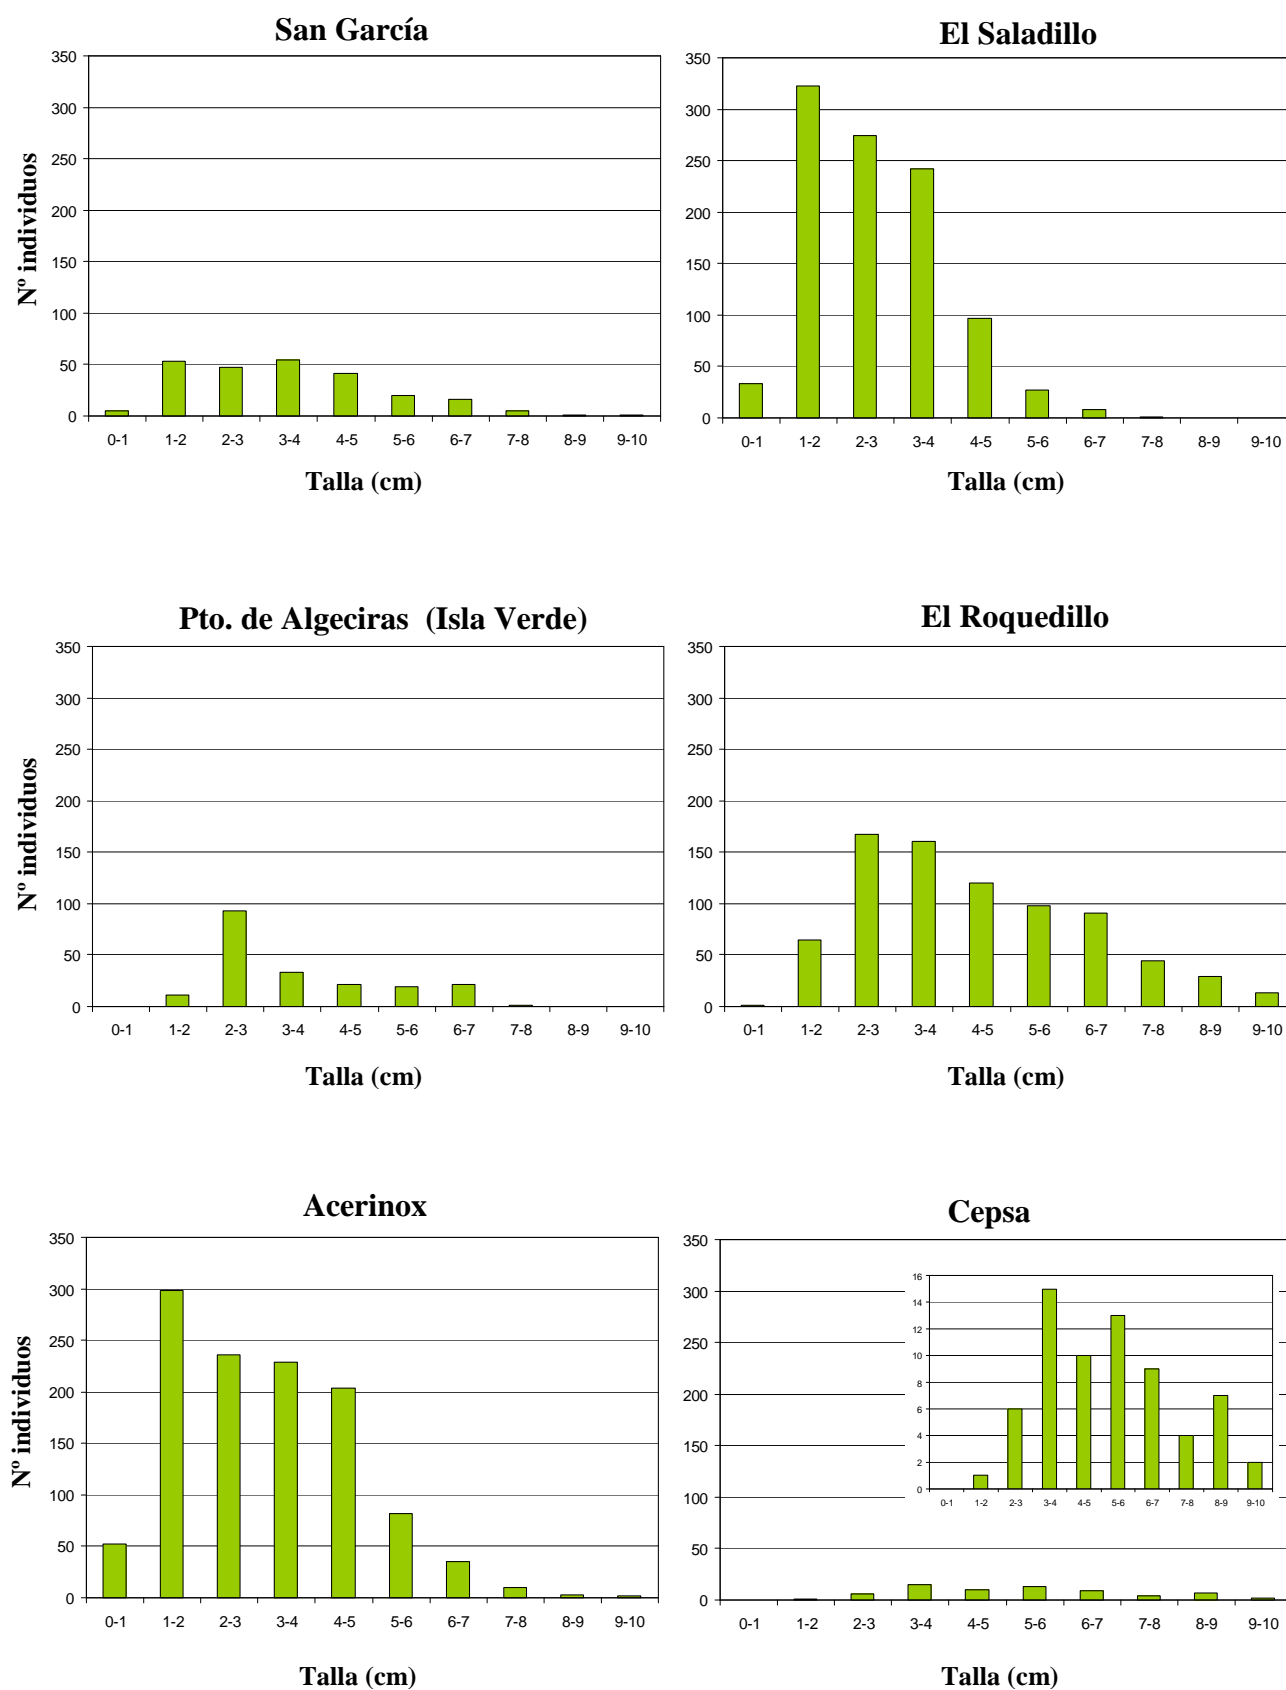 San García
350
300
250
200
150
100
50
0
Nº individuos
0-1 1-2 2-3 3-4 4-5 5-6 6-7 7-8 8-9 9-10
Talla (cm)
El Saladillo
350
300
250
200
150
100
50
0
0-1 1-2 2-3 3-4 4-5 5-6 6-7 7-8 8-9 9-10
Talla (cm)
Pto. de Algeciras (Isla Verde)
350
300
250
200
150
100
50
0
Nº individuos
0-1 1-2 2-3 3-4 4-5 5-6 6-7 7-8 8-9 9-10
Talla (cm)
El Roquedillo
350
300
250
200
150
100
50
0
0-1 1-2 2-3 3-4 4-5 5-6 6-7 7-8 8-9 9-10
Talla (cm)
Acerinox
350
300
250
200
150
100
50
0
Nº individuos
0-1 1-2 2-3 3-4 4-5 5-6 6-7 7-8 8-9 9-10
Talla (cm)
Cepsa
350
300
250
200
150
100
50
0
16
14
12
10
8
6
4
2
0
0-1 1-2 2-3 3-4 4-5 5-6 6-7 7-8 8-9 9-10
0-1 1-2 2-3 3-4 4-5 5-6 6-7 7-8 8-9 9-10
Talla (cm)